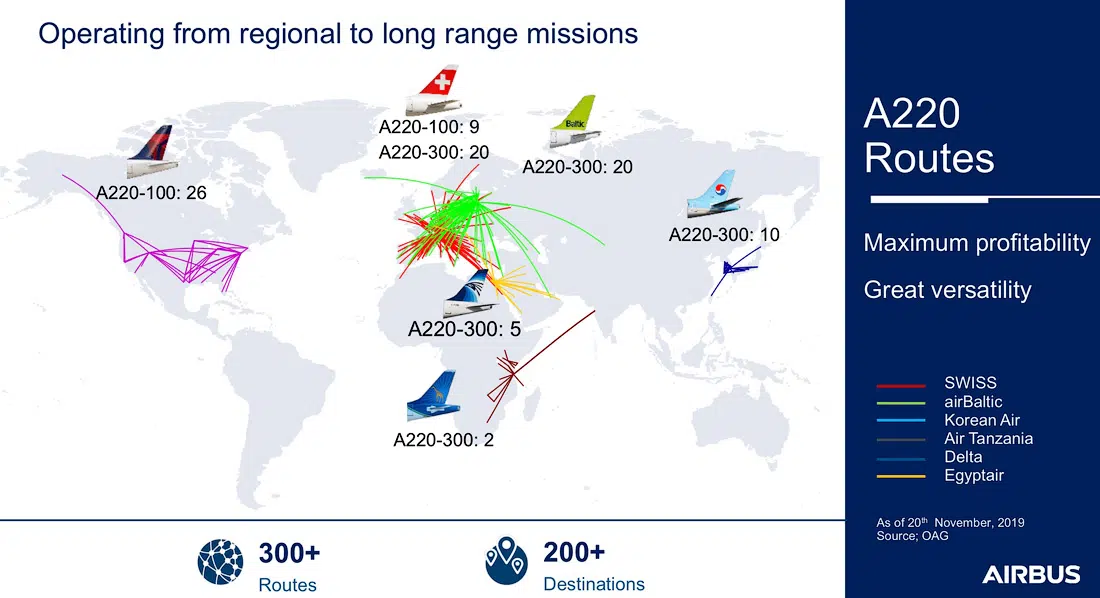 Operating from regional to long range missions
A220-100: 9
A220-300: 20
Baltic
A220-300: 20
A220-100: 26
A220-300: 10
A220-300: 5
A220-300: 2
300+
Routes
200+
Destinations
A220
Routes
Maximum profitability
Great versatility
SWISS
airBaltic
Korean Air
Air Tanzania
Delta
Egyptair
As of 20th November, 2019
Source; OAG
AIRBUS